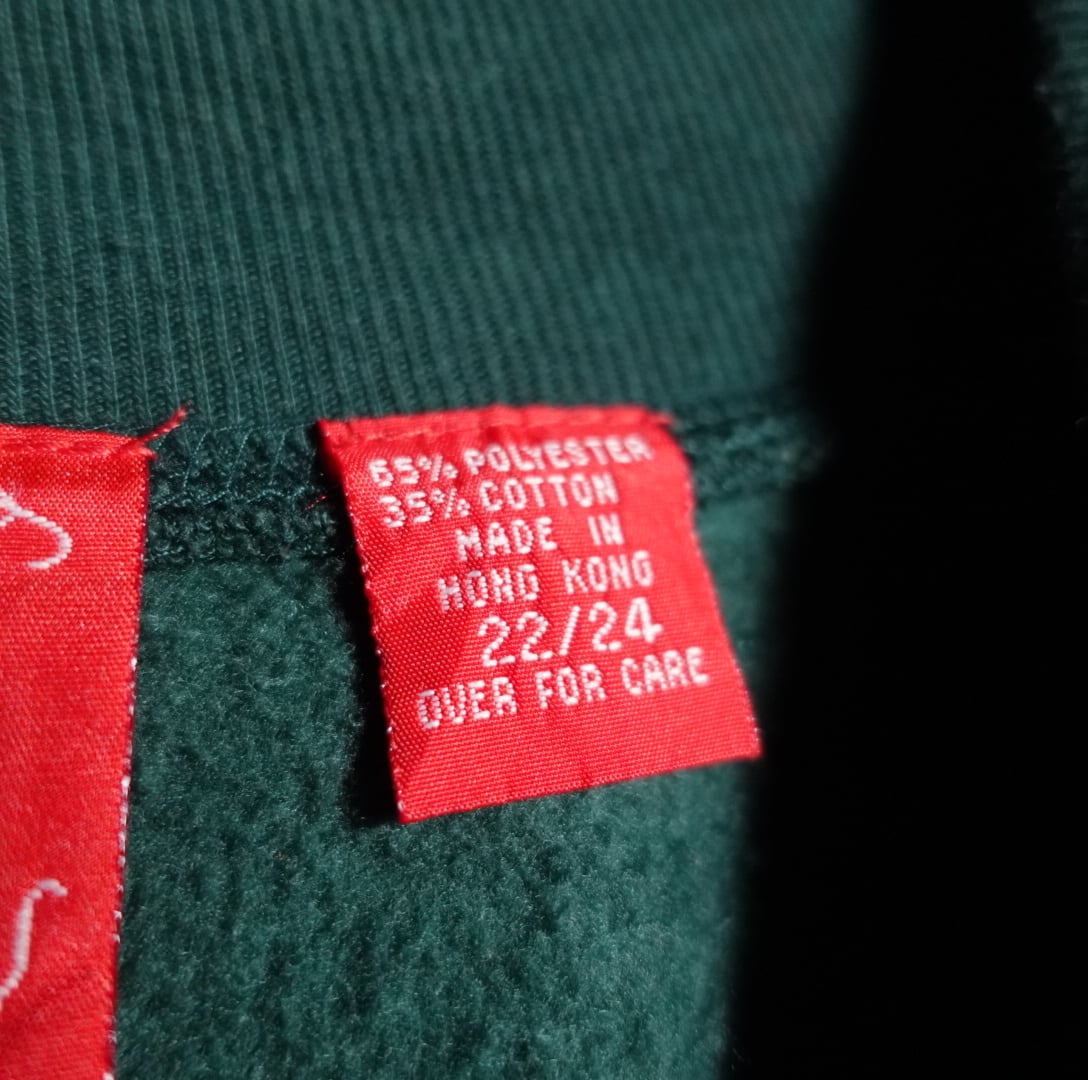 65% POLYESTER
35% COTTON
MADE IN
HONG KONG
22/24
OVER FOR CARE